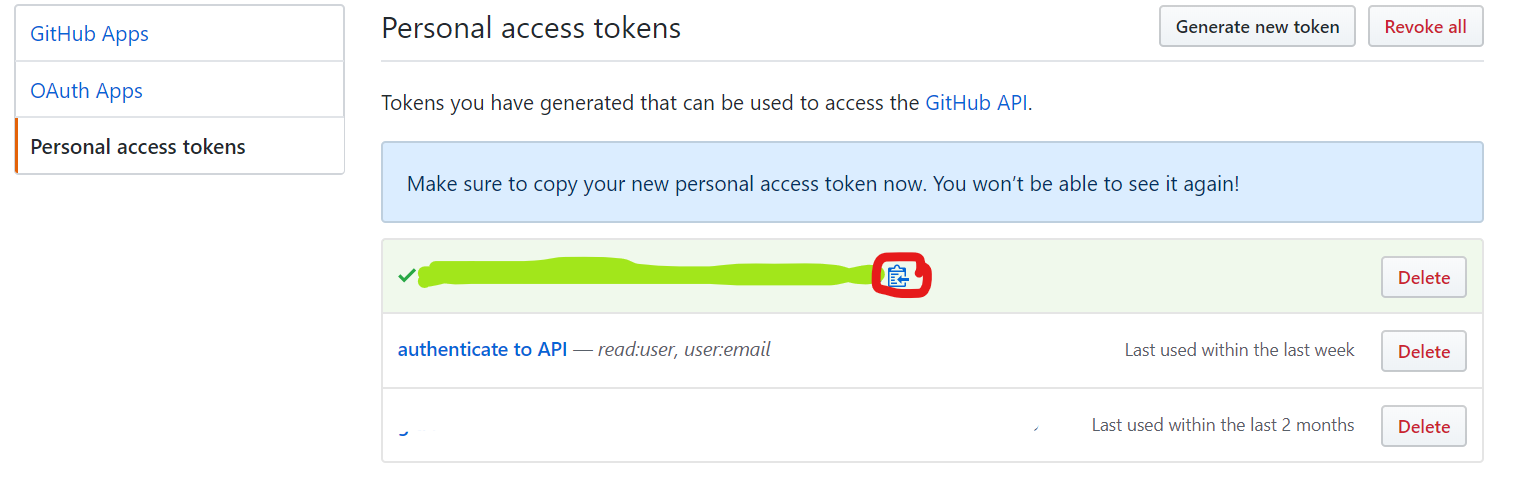 GitHub Apps
OAuth Apps
Personal access tokens
Personal access tokens
Generate new token
Revoke all
Tokens you have generated that can be used to access the GitHub API.
Make sure to copy your new personal access token now. You won’t be able to see it again!
Delete
authenticate to API — read:user, user:email
Last used within the last week
Delete
Last used within the last 2 months
Delete